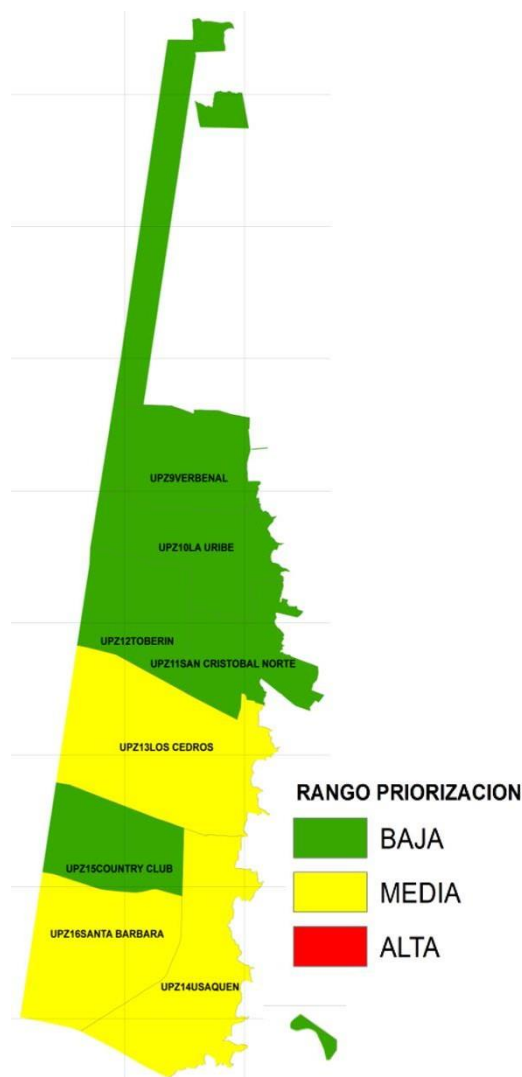 UPZ9VERBENAL
UPZ10LA URIBE
UPZ12TOBERIN
UPZ11SAN CRISTOBAL NORTE
UPZ13LOS CEDROS
UPZ15COUNTRY CLUB
UPZ16SANTA BARBARA
UPZ14USAQUEN
RANGO PRIORIZACION
BAJA
MEDIA
ALTA